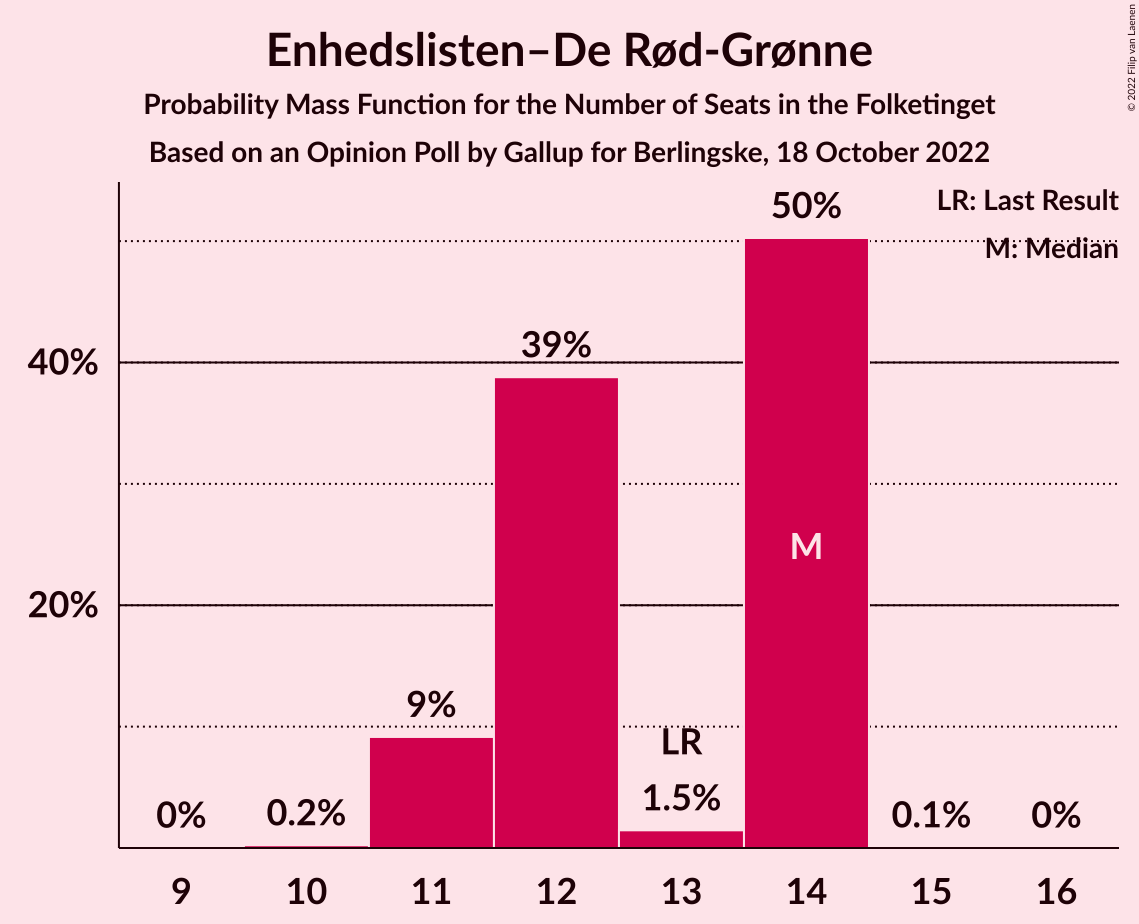 Enhedslisten–De Rød-Grønne
Probability Mass Function for the Number of Seats in the Folketinget
Based on an Opinion Poll by Gallup for Berlingske, 18 October 2022
© 2022 Filip van Laenen
LR: Last Result
M: Median
50%
39%
40%
M
20%
9%
LR
0%
0.2%
1.5%
0.1%
0%
9
10
11
12
13
14
15
16